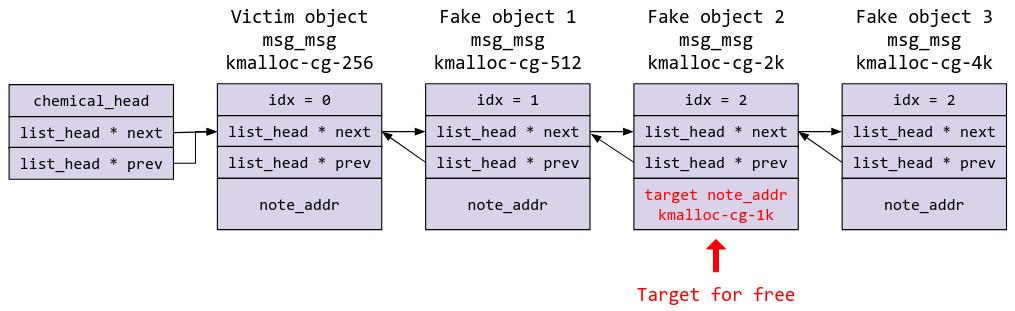 Victim object
msg_msg
kmalloc-cg-256
Fake object 1
msg_msg
kmalloc-cg-512
Fake object 2
msg_msg
kmalloc-cg-2k
Fake object 3
msg_msg
kmalloc-cg-4k
chemical_head
list_head * next
list_head * prev
idx = 0
list_head * next
list_head * prev
note_addr
idx = 1
list_head * next
list_head * prev
note_addr
idx = 2
list_head * next
list_head * prev
target note_addr
kmalloc-cg-1k
idx = 2
list_head * next
list_head * prev
note_addr
Target for free